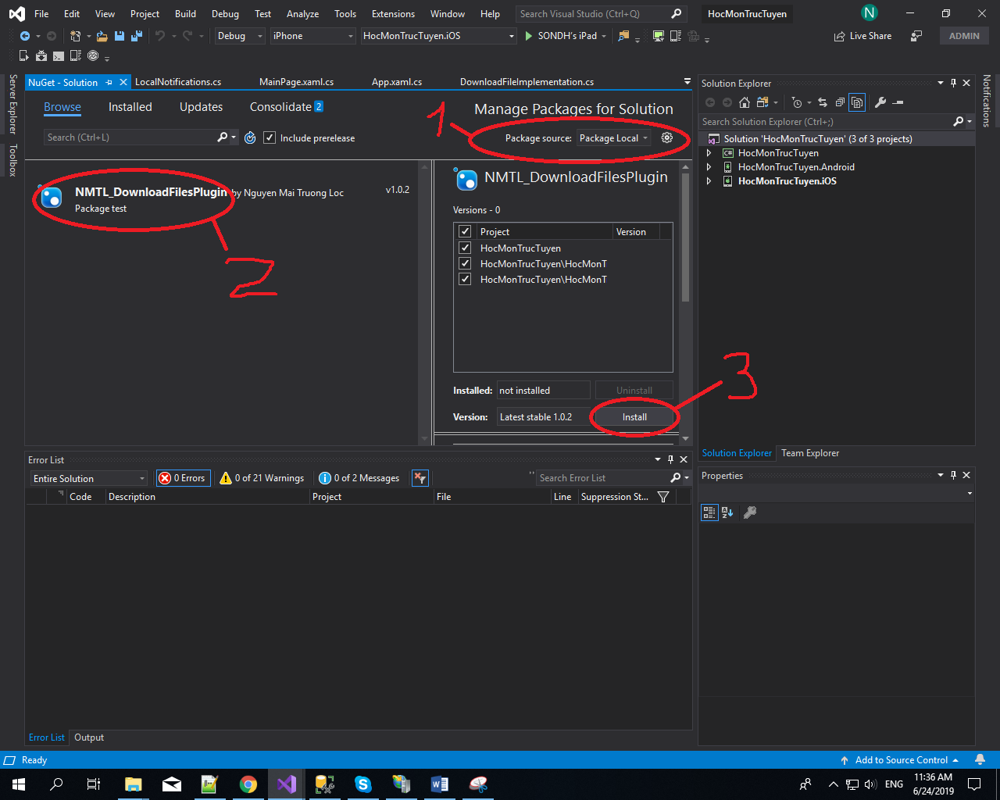 File Edit View Project Build Debug Test Analyze Tools Extensions Window Help Search Visual Studio (Ctrl+Q) HocMonTrucTuyen N
Debug iPhone HocMonTrucTuyen.iOS SONDH's iPad Live Share ADMIN
Server Explorer
Toolbox
NuGet - Solution LocalNotifications.cs MainPage.xaml.cs App.xaml.cs DownloadFileImplementation.cs
Browse Installed Updates Consolidate 2 Manage Packages for Solution
1
Search (Ctrl+L) Include prerelease Package source: Package Local
NMTL_DownloadFilesPlugin by Nguyen Mai Truong Loc v1.0.2
Package test
2
NMTL_DownloadFilesPlugin
Versions - 0
Project Version
HocMonTrucTuyen
HocMonTrucTuyen\HocMonT
HocMonTrucTuyen\HocMonT
Installed: not installed Uninstall
Version: Latest stable 1.0.2 Install
3
Solution Explorer
Search Solution Explorer (Ctrl+;)
Solution 'HocMonTrucTuyen' (3 of 3 projects)
C# HocMonTrucTuyen
HocMonTrucTuyen.Android
HocMonTrucTuyen.iOS
Solution Explorer Team Explorer
Notifications
Error List
Entire Solution 0 Errors 0 of 21 Warnings 0 of 2 Messages Search Error List
Code Description Project File Line Suppression St...
Error List Output
Properties
Ready Add to Source Control
ENG 11:36 AM
6/24/2019